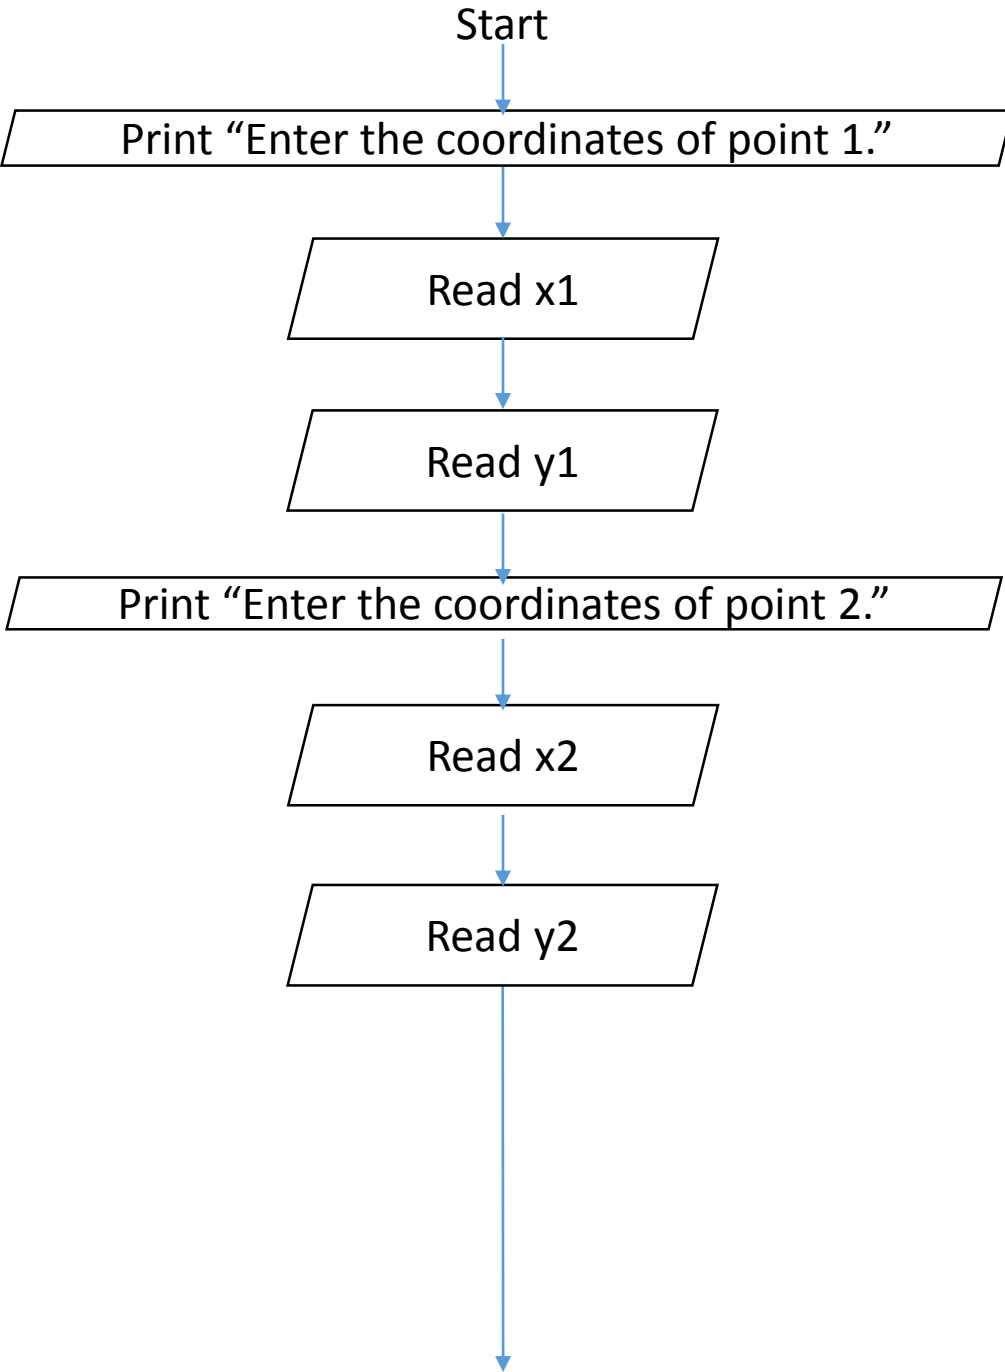 Start
Print “Enter the coordinates of point 1.”
Read x1
Read y1
Print “Enter the coordinates of point 2.”
Read x2
Read y2